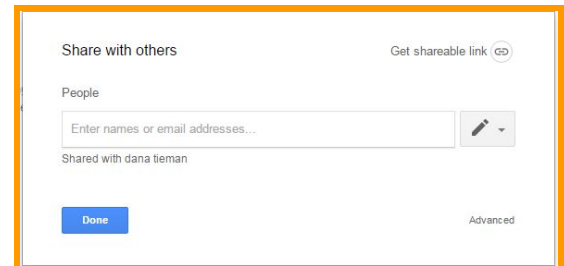 Share with others
Get shareable link
People
Enter names or email addresses...
Shared with dana tieman
Done
Advanced